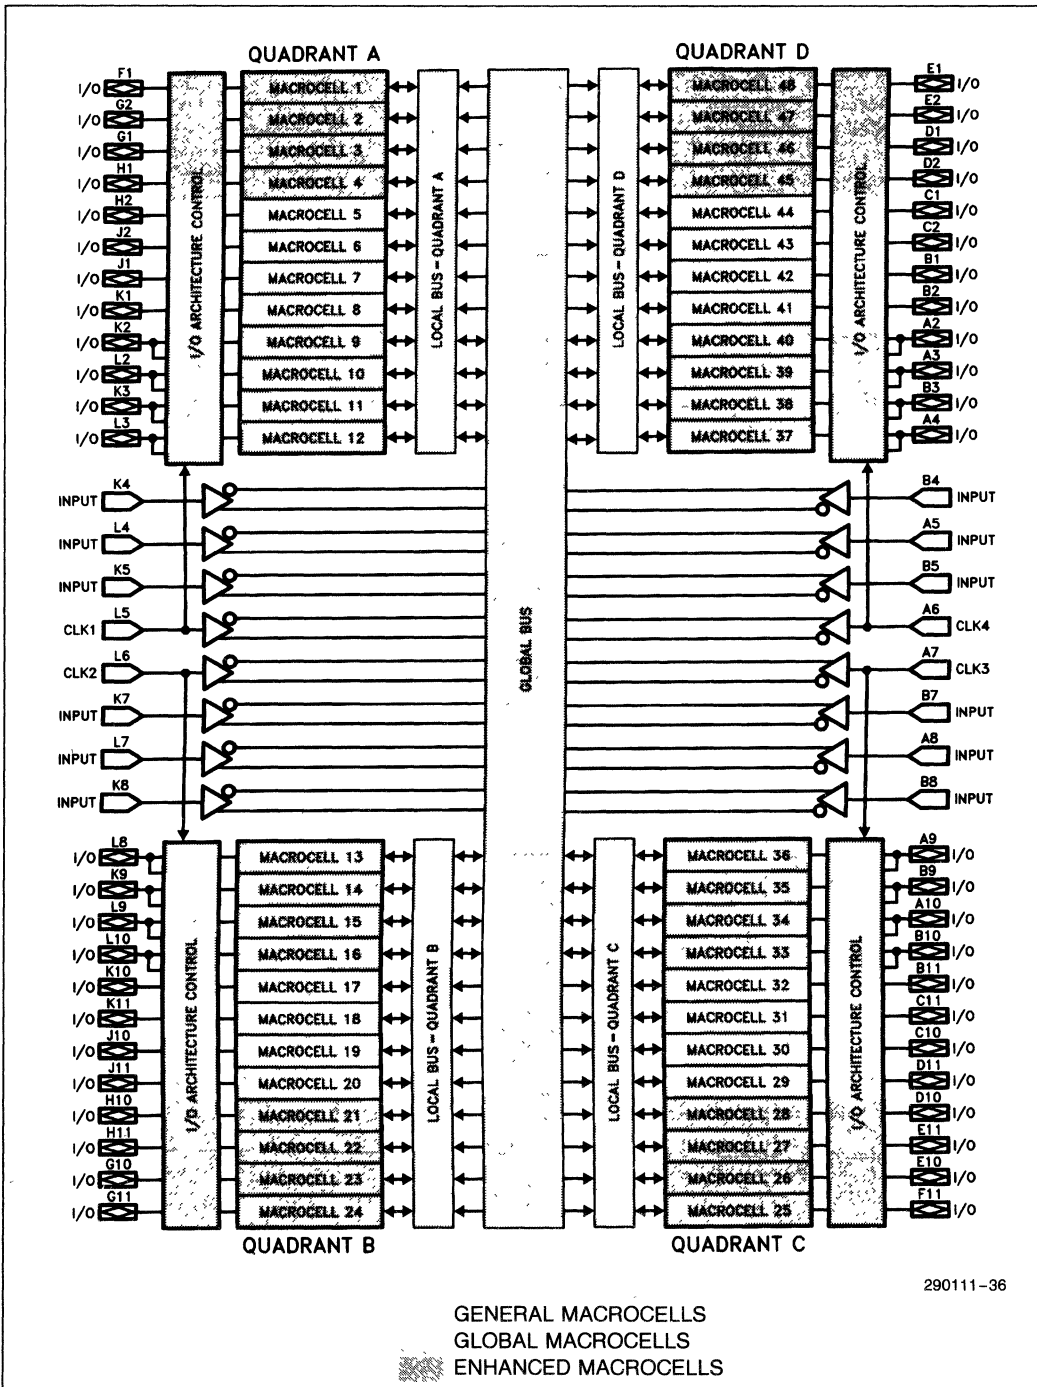 QUADRANT A
QUADRANT D
F1
I/O
MACROCELL 1
MACROCELL 48
E1
I/O
G2
I/O
MACROCELL 2
MACROCELL 47
E2
I/O
G1
I/O
MACROCELL 3
MACROCELL 46
D1
I/O
H1
I/O
MACROCELL 4
MACROCELL 45
D2
I/O
H2
I/O
MACROCELL 5
MACROCELL 44
C1
I/O
J2
I/O
MACROCELL 6
MACROCELL 43
C2
I/O
J1
I/O
MACROCELL 7
MACROCELL 42
B1
I/O
K1
I/O
MACROCELL 8
MACROCELL 41
B2
I/O
K2
I/O
MACROCELL 9
MACROCELL 40
A2
I/O
L2
I/O
MACROCELL 10
MACROCELL 39
A3
I/O
K3
I/O
MACROCELL 11
MACROCELL 38
B3
I/O
L3
I/O
MACROCELL 12
MACROCELL 37
A4
I/O
I/O ARCHITECTURE CONTROL
LOCAL BUS - QUADRANT A
LOCAL BUS - QUADRANT D
I/O ARCHITECTURE CONTROL
K4
INPUT
B4
INPUT
L4
INPUT
A5
INPUT
K5
INPUT
B5
INPUT
L5
CLK1
A6
CLK4
GLOBAL BUS
L6
CLK2
A7
CLK3
K7
INPUT
B7
INPUT
L7
INPUT
A8
INPUT
K8
INPUT
B8
INPUT
L8
I/O
MACROCELL 13
MACROCELL 36
A9
I/O
K9
I/O
MACROCELL 14
MACROCELL 35
B9
I/O
L9
I/O
MACROCELL 15
MACROCELL 34
A10
I/O
L10
I/O
MACROCELL 16
MACROCELL 33
B10
I/O
K10
I/O
MACROCELL 17
MACROCELL 32
B11
I/O
K11
I/O
MACROCELL 18
MACROCELL 31
C11
I/O
J10
I/O
MACROCELL 19
MACROCELL 30
C10
I/O
J11
I/O
MACROCELL 20
MACROCELL 29
D11
I/O
H10
I/O
MACROCELL 21
MACROCELL 28
D10
I/O
H11
I/O
MACROCELL 22
MACROCELL 27
E11
I/O
G10
I/O
MACROCELL 23
MACROCELL 26
E10
I/O
G11
I/O
MACROCELL 24
MACROCELL 25
F11
I/O
I/O ARCHITECTURE CONTROL
LOCAL BUS - QUADRANT B
LOCAL BUS - QUADRANT C
I/O ARCHITECTURE CONTROL
QUADRANT B
QUADRANT C
290111-36
GENERAL MACROCELLS
GLOBAL MACROCELLS
ENHANCED MACROCELLS